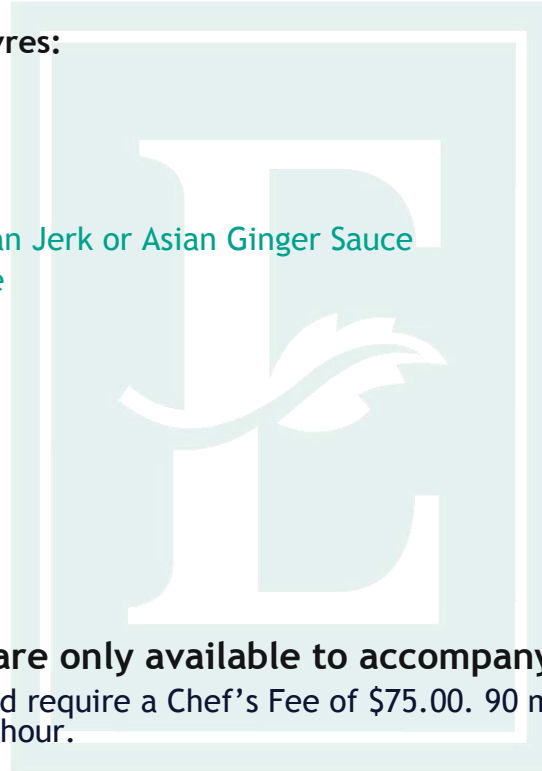 vres:
an Jerk or Asian Ginger Sauce
e
are only available to accompany
d require a Chef’s Fee of $75.00. 90 m
hour.